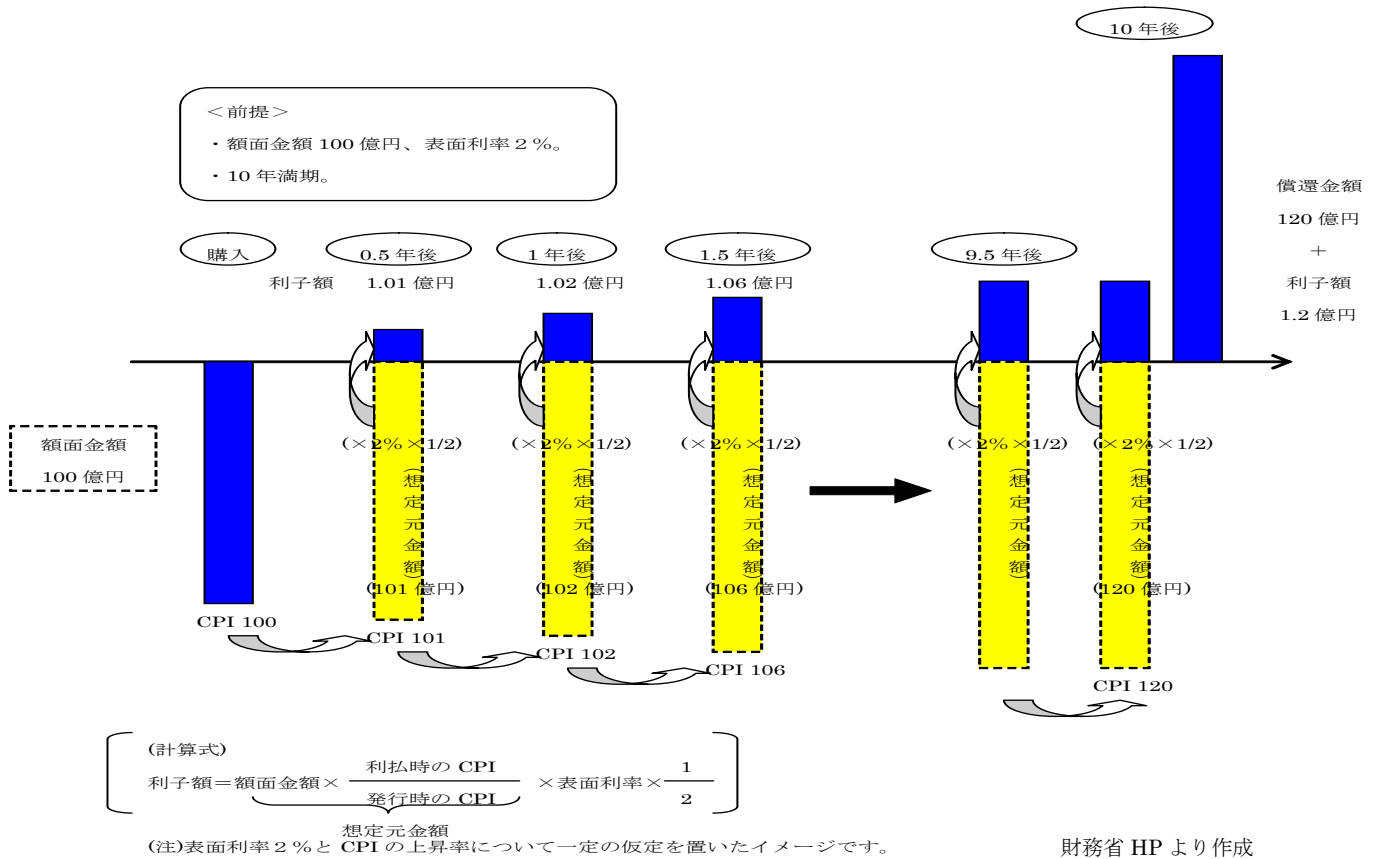 10 年後
＜前提＞
・額面金額 100 億円、表面利率２％。
・10 年満期。
償還金額
120 億円
＋
利子額
1.2 億円
購入
0.5 年後
1 年後
1.5 年後
9.5 年後
利子額 1.01 億円 1.02 億円 1.06 億円
額面金額
100 億円
(×2%×1/2) (×2%×1/2) (×2%×1/2) (×2%×1/2) (×2%×1/2)
(想定元金額)
(想定元金額)
(想定元金額)
(想定元金額)
(想定元金額)
(101 億円) (102 億円) (106 億円) (120 億円)
CPI 100
CPI 101
CPI 102
CPI 106
CPI 120
(計算式)
利子額＝額面金額× 利払時の CPI / 発行時の CPI ×表面利率× 1 / 2
想定元金額
(注)表面利率２％と CPI の上昇率について一定の仮定を置いたイメージです。
財務省 HP より作成